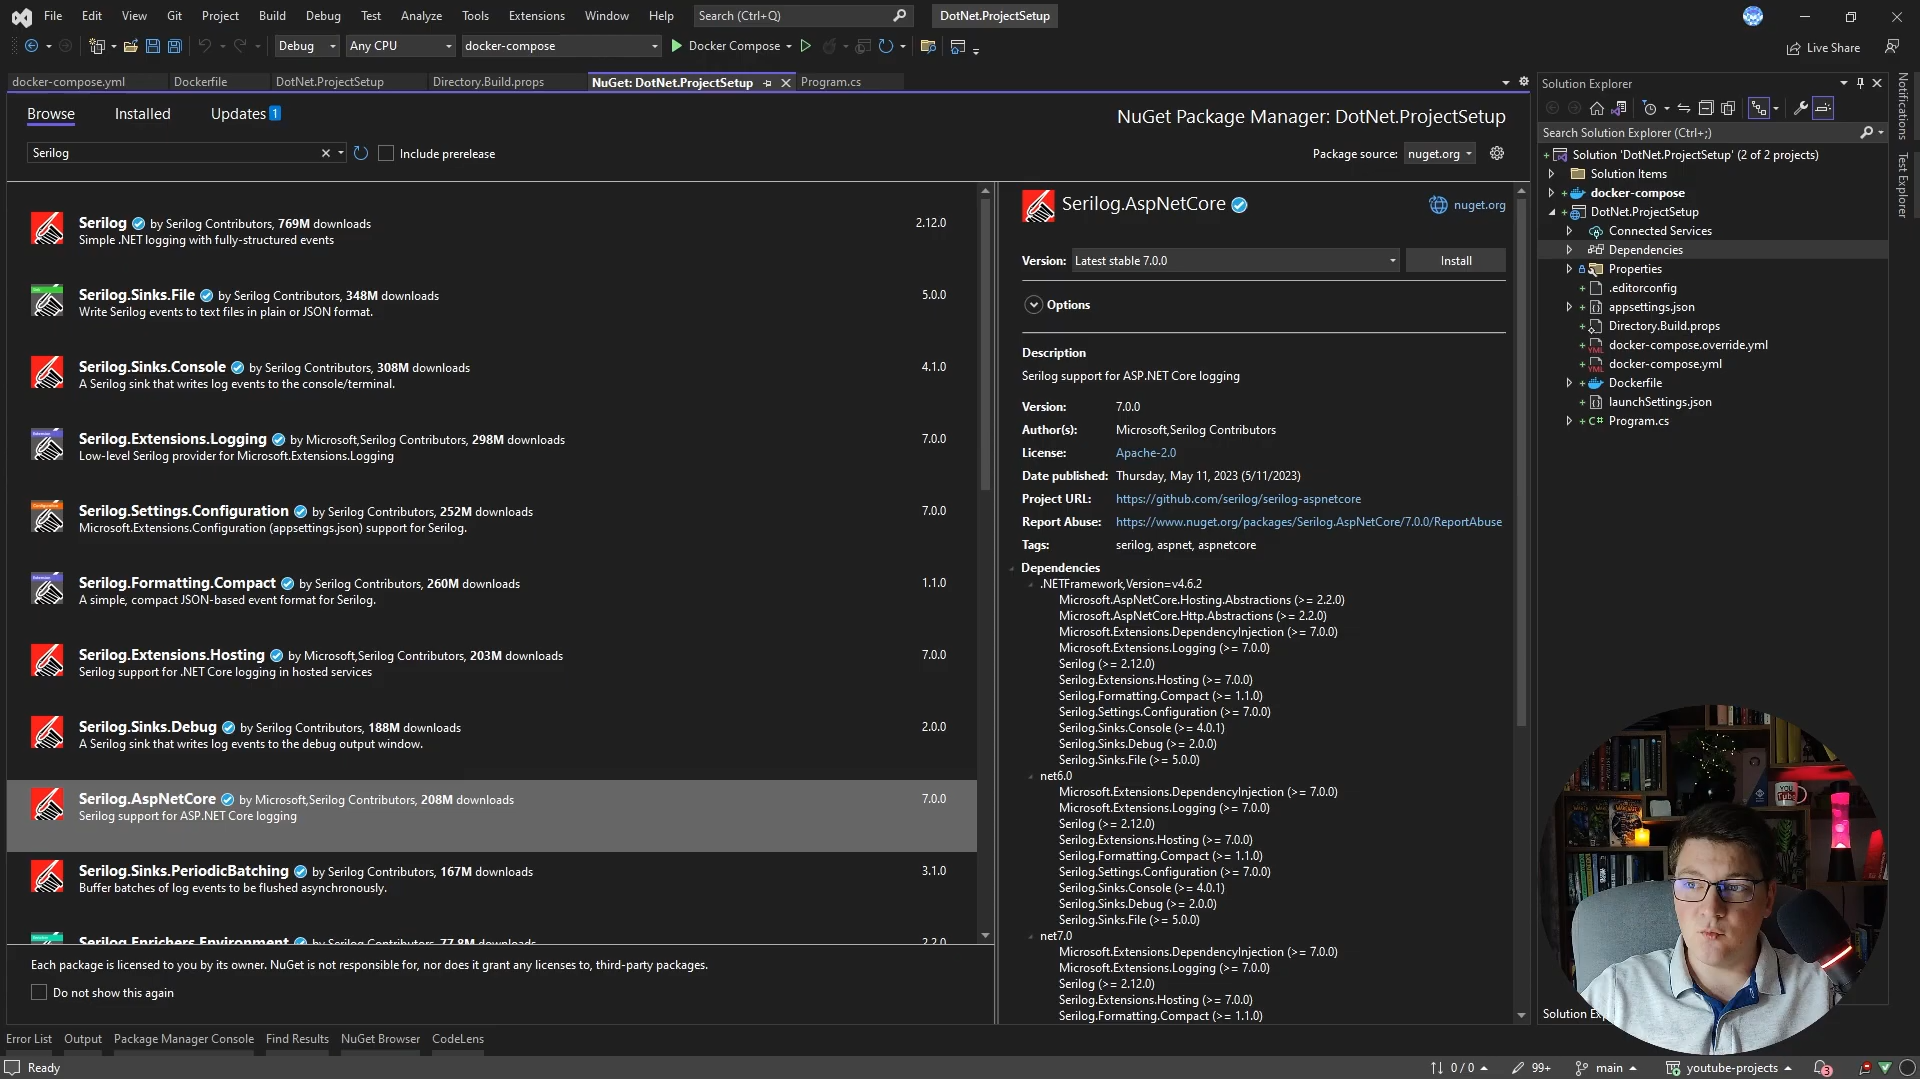 File Edit View Git Project Build Debug Test Analyze Tools Extensions Window Help Search (Ctrl+Q) DotNet.ProjectSetup
Debug Any CPU docker-compose Docker Compose Live Share
docker-compose.yml Dockerfile DotNet.ProjectSetup Directory.Build.props NuGet: DotNet.ProjectSetup Program.cs
Browse Installed Updates 1
NuGet Package Manager: DotNet.ProjectSetup
Serilog Include prerelease
Package source: nuget.org
Serilog by Serilog Contributors, 769M downloads 2.12.0
Simple .NET logging with fully-structured events
Serilog.Sinks.File by Serilog Contributors, 348M downloads 5.0.0
Write Serilog events to text files in plain or JSON format.
Serilog.Sinks.Console by Serilog Contributors, 308M downloads 4.1.0
A Serilog sink that writes log events to the console/terminal.
Serilog.Extensions.Logging by Microsoft,Serilog Contributors, 298M downloads 7.0.0
Low-level Serilog provider for Microsoft.Extensions.Logging
Serilog.Settings.Configuration by Serilog Contributors, 252M downloads 7.0.0
Microsoft.Extensions.Configuration (appsettings.json) support for Serilog.
Serilog.Formatting.Compact by Serilog Contributors, 260M downloads 1.1.0
A simple, compact JSON-based event format for Serilog.
Serilog.Extensions.Hosting by Microsoft,Serilog Contributors, 203M downloads 7.0.0
Serilog support for .NET Core logging in hosted services
Serilog.Sinks.Debug by Serilog Contributors, 188M downloads 2.0.0
A Serilog sink that writes log events to the debug output window.
Serilog.AspNetCore by Microsoft,Serilog Contributors, 208M downloads 7.0.0
Serilog support for ASP.NET Core logging
Serilog.Sinks.PeriodicBatching by Serilog Contributors, 167M downloads 3.1.0
Buffer batches of log events to be flushed asynchronously.
Serilog.Enrichers.Environment by Serilog Contributors, 77.8M downloads 2.2.0
Each package is licensed to you by its owner. NuGet is not responsible for, nor does it grant any licenses to, third-party packages.
Do not show this again
Serilog.AspNetCore nuget.org
Version: Latest stable 7.0.0 Install
Options
Description
Serilog support for ASP.NET Core logging
Version: 7.0.0
Author(s): Microsoft,Serilog Contributors
License: Apache-2.0
Date published: Thursday, May 11, 2023 (5/11/2023)
Project URL: https://github.com/serilog/serilog-aspnetcore
Report Abuse: https://www.nuget.org/packages/Serilog.AspNetCore/7.0.0/ReportAbuse
Tags: serilog, aspnet, aspnetcore
Dependencies
.NETFramework,Version=v4.6.2
Microsoft.AspNetCore.Hosting.Abstractions (>= 2.2.0)
Microsoft.AspNetCore.Http.Abstractions (>= 2.2.0)
Microsoft.Extensions.DependencyInjection (>= 7.0.0)
Microsoft.Extensions.Logging (>= 7.0.0)
Serilog (>= 2.12.0)
Serilog.Extensions.Hosting (>= 7.0.0)
Serilog.Formatting.Compact (>= 1.1.0)
Serilog.Settings.Configuration (>= 7.0.0)
Serilog.Sinks.Console (>= 4.0.1)
Serilog.Sinks.Debug (>= 2.0.0)
Serilog.Sinks.File (>= 5.0.0)
net6.0
Microsoft.Extensions.DependencyInjection (>= 7.0.0)
Microsoft.Extensions.Logging (>= 7.0.0)
Serilog (>= 2.12.0)
Serilog.Extensions.Hosting (>= 7.0.0)
Serilog.Formatting.Compact (>= 1.1.0)
Serilog.Settings.Configuration (>= 7.0.0)
Serilog.Sinks.Console (>= 4.0.1)
Serilog.Sinks.Debug (>= 2.0.0)
Serilog.Sinks.File (>= 5.0.0)
net7.0
Microsoft.Extensions.DependencyInjection (>= 7.0.0)
Microsoft.Extensions.Logging (>= 7.0.0)
Serilog (>= 2.12.0)
Serilog.Extensions.Hosting (>= 7.0.0)
Serilog.Formatting.Compact (>= 1.1.0)
Solution Explorer
Search Solution Explorer (Ctrl+;)
Solution 'DotNet.ProjectSetup' (2 of 2 projects)
Solution Items
docker-compose
DotNet.ProjectSetup
Connected Services
Dependencies
Properties
.editorconfig
appsettings.json
Directory.Build.props
docker-compose.override.yml
docker-compose.yml
Dockerfile
launchSettings.json
C# Program.cs
Solution
Notifications
Test Explorer
You Tube
Error List Output Package Manager Console Find Results NuGet Browser CodeLens
Ready 0 / 0 99+ main youtube-projects 3